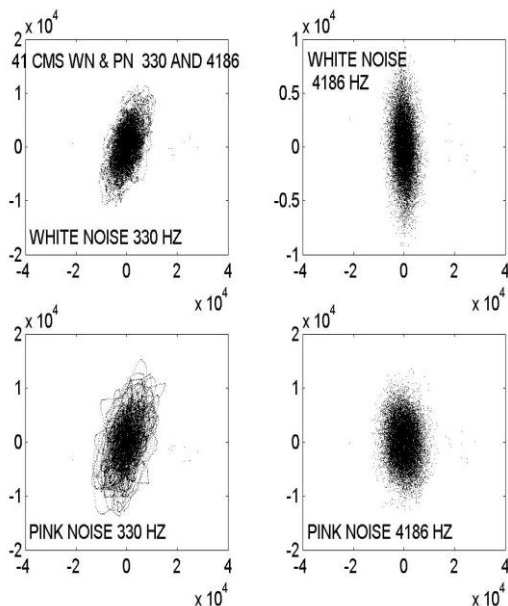 x 10^4
x 10^4
2
1
0
-1
-2
41 CMS WN & PN 330 AND 4186
WHITE NOISE 330 HZ
-4 -2 0 2 4
x 10^4
1
0.5
0
-0.5
-1
WHITE NOISE
4186 HZ
-4 -2 0 2 4
x 10^4
x 10^4
2
1
0
-1
-2
PINK NOISE 330 HZ
-4 -2 0 2 4
x 10^4
x 10^4
2
1
0
-1
-2
PINK NOISE 4186 HZ
-4 -2 0 2 4
x 10^4